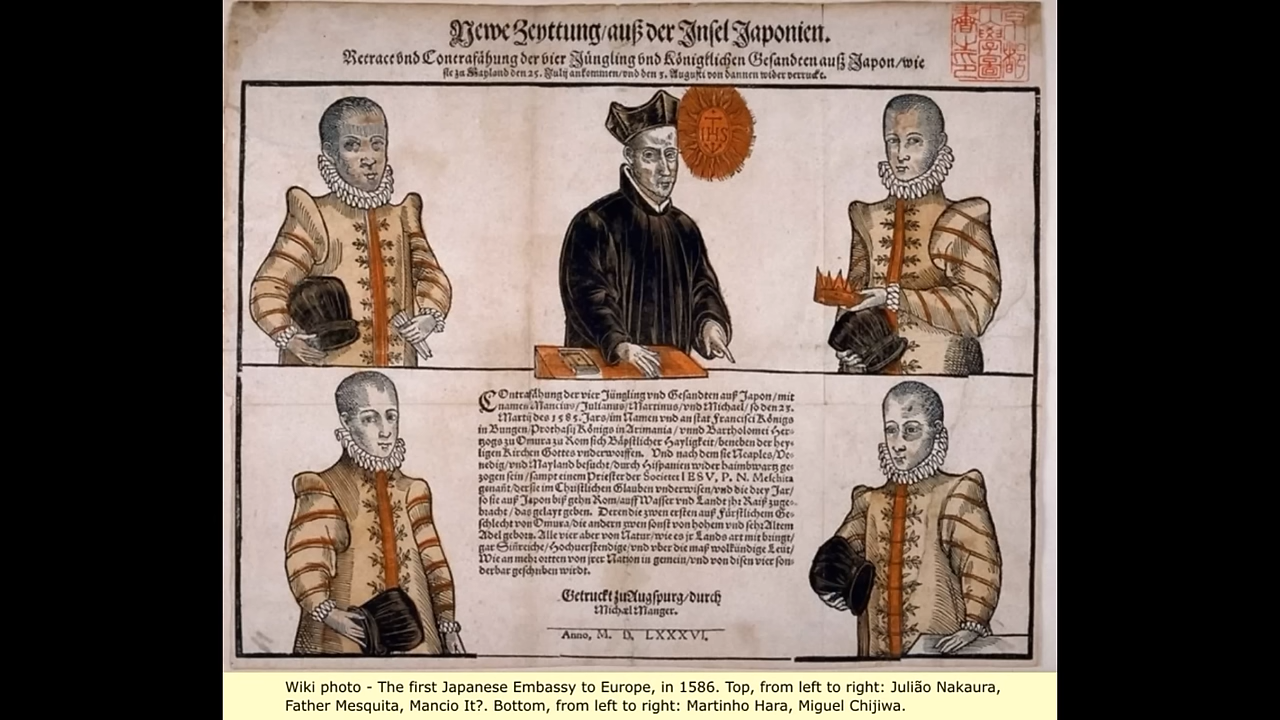 Newe Zeyttung/auß der Insel Japonien.
Retract vnd Contrafähung der vier Jüngling vnd Königklichen Gesandten auß Japon/wie
sie zu Mayland den 25. Julij ankommen/vnd den 3. Augusti von dannen wider verruckt.
IHS
COntrafähung der vier Jüngling vnd Gesandten auß Japon/mit
namen Mancius/Julianus/Martinus/vnd Michael/so den 23.
Martij des 1585. Jars/im Namen vnd an stat Francisci Königs
in Bungen/Prothasij Königs in Arimania/vnnd Bartholomei Her-
tzogs zu Omura zu Rom sich Bäpstlicher Hayligkeit/beneben der hey-
ligen Kirchen Gottes vnderworffen. Vnd nach dem sie Neaples/Ve-
nedig/vnd Mayland besucht/durch Hispanien wider haimbwartz ge-
zogen sein/sampt einem Priester der Societet IESV, P. N. Meschita
genañt/der sie im Christlichen Glauben vnderwisen/vnd die drey Jar/
so sie auß Japon biß gehn Rom/auff Wasser vnd Landt jhr Raiß zuge-
bracht/das gelayt geben. Deren die zwen ersten auß Fürstlichem Ge-
schlecht von Omura/die andern zwen sonst von hohem vnd sehr Altem
Adel geborn. Alle vier aber von Natur/wie es jr Lands art mit bringt/
gar Siñreiche/Hochuerstendige/vnd vber die maß wolkündige Leüt/
Wie an mehr orten von jrer Nation in gemein/vnd von disen vier son-
derbar geschriben wirdt.
Getruckt zu Augspurg/durch
Michael Manger.
Anno, M. D. LXXXVI.
Wiki photo - The first Japanese Embassy to Europe, in 1586. Top, from left to right: Julião Nakaura,
Father Mesquita, Mancio It?. Bottom, from left to right: Martinho Hara, Miguel Chijiwa.